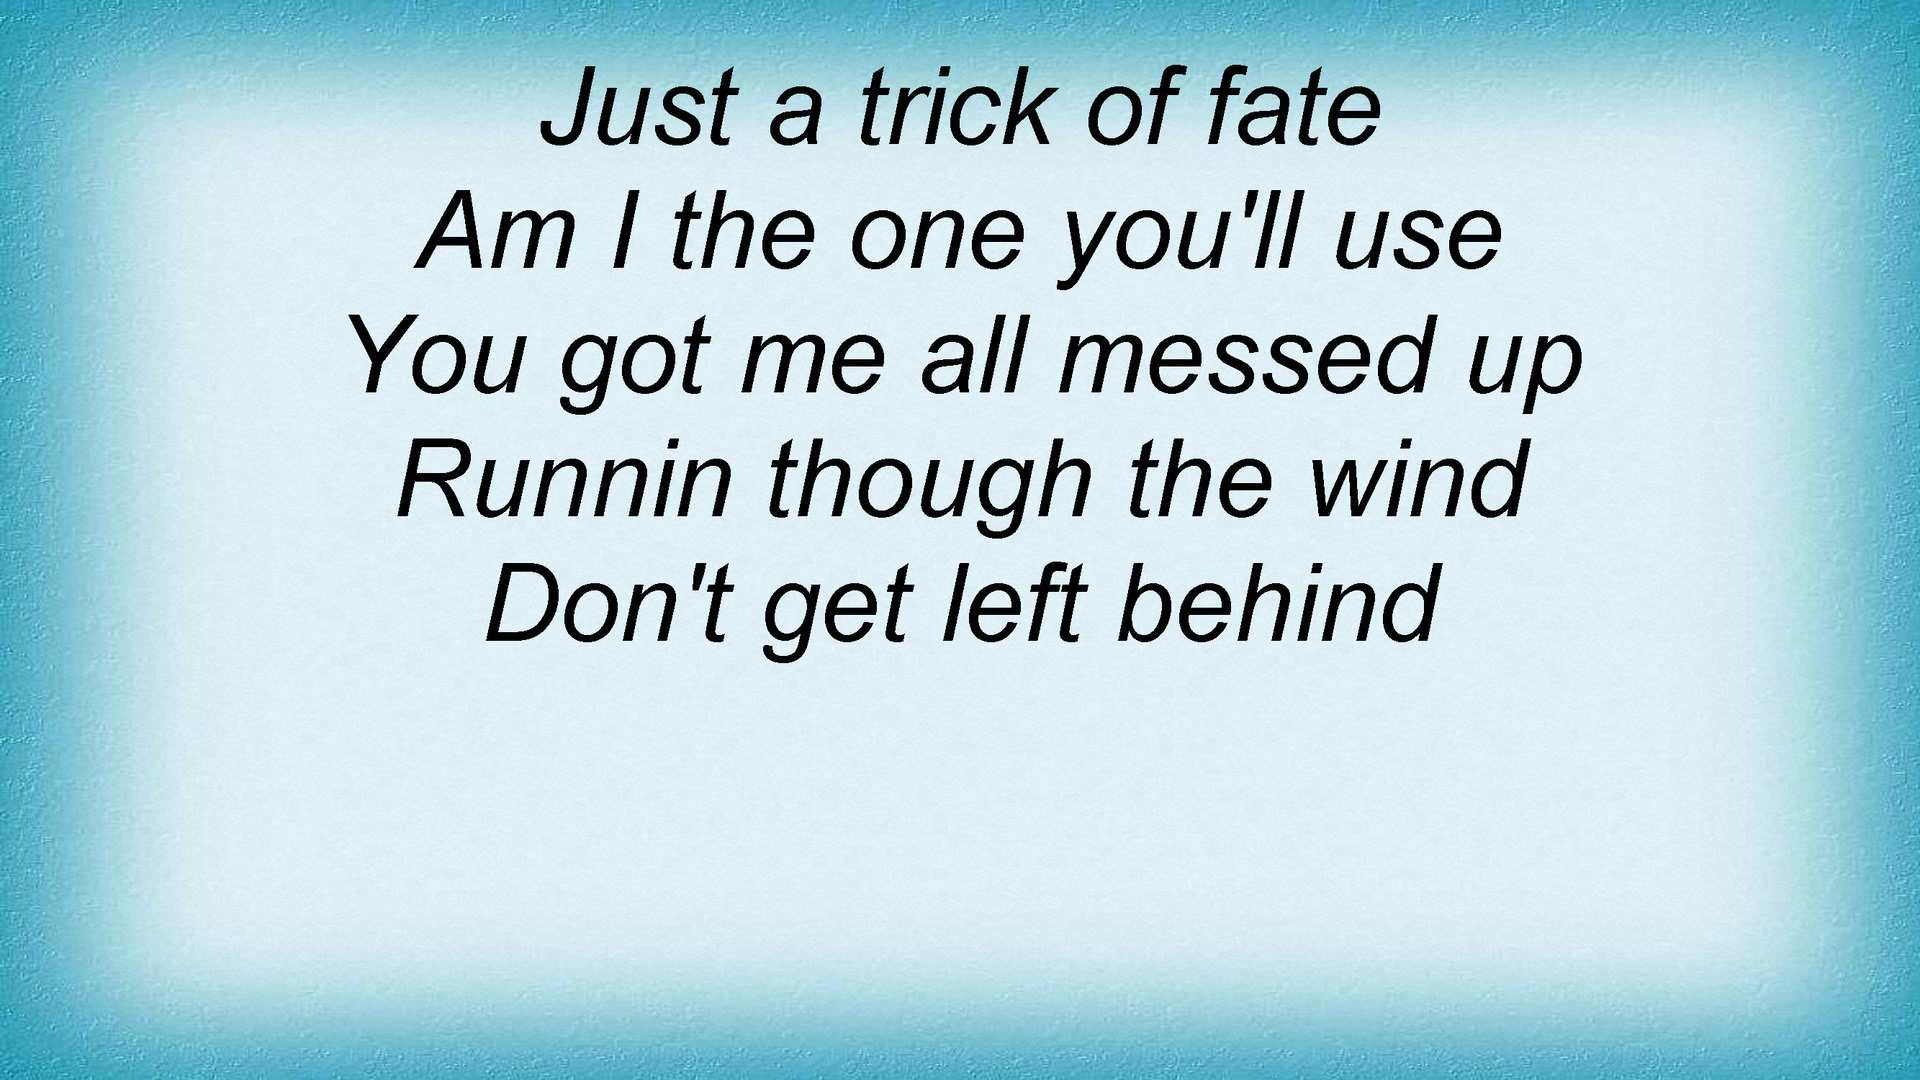 Just a trick of fate
Am I the one you'll use
You got me all messed up
Runnin though the wind
Don't get left behind